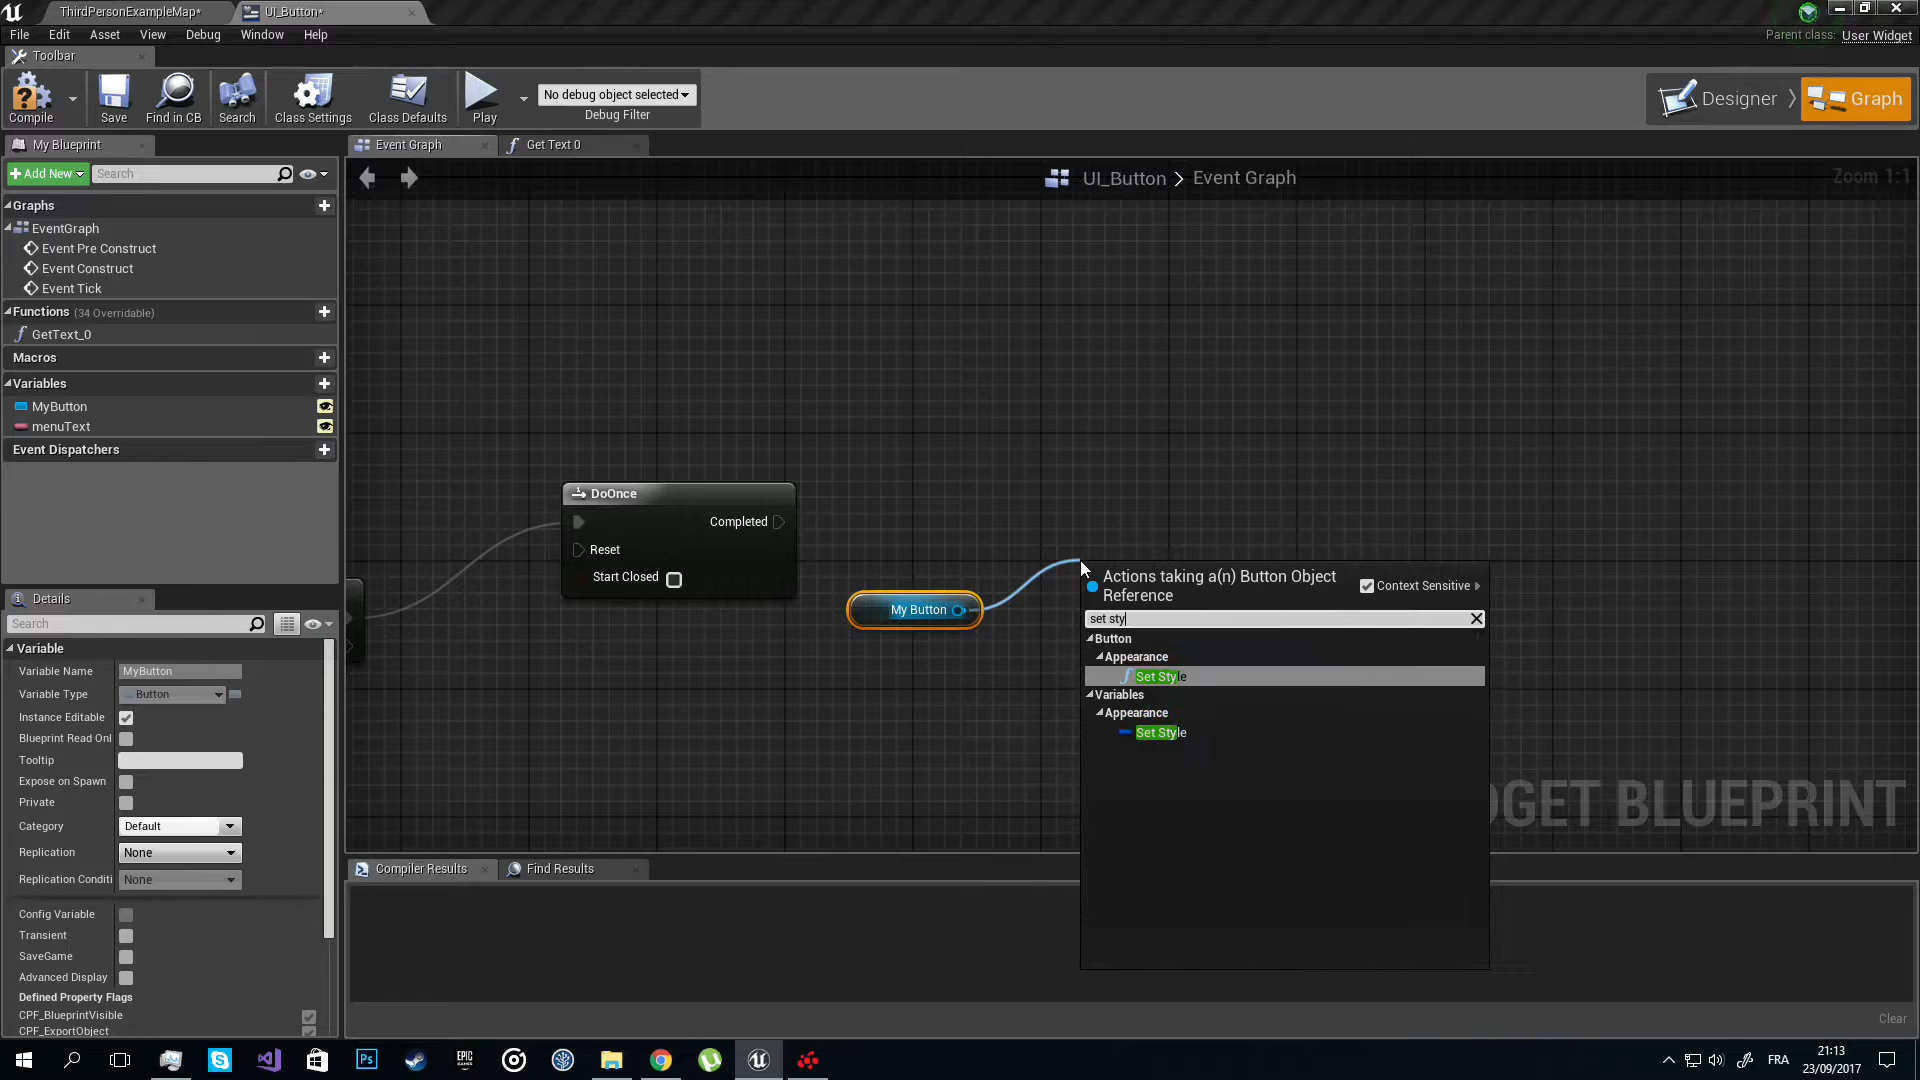 ThirdPersonExampleMap*
UI_Button*
File Edit Asset View Debug Window Help
Parent class: User Widget
Toolbar
Compile
Save
Find in CB
Search
Class Settings
Class Defaults
Play
No debug object selected
Debug Filter
Designer
Graph
My Blueprint
Event Graph
Get Text 0
Add New
Search
UI_Button > Event Graph
Zoom 1:1
Graphs
EventGraph
Event Pre Construct
Event Construct
Event Tick
Functions (34 Overridable)
GetText_0
Macros
Variables
MyButton
menuText
Event Dispatchers
DoOnce
Completed
Reset
Start Closed
My Button
Actions taking a(n) Button Object
Reference
Context Sensitive
set sty
Button
Appearance
Set Style
Variables
Appearance
Set Style
DGET BLUEPRINT
Details
Search
Variable
Variable Name MyButton
Variable Type Button
Instance Editable
Blueprint Read Onl
Tooltip
Expose on Spawn
Private
Category Default
Replication None
Replication Conditi None
Config Variable
Transient
SaveGame
Advanced Display
Defined Property Flags
CPF_BlueprintVisible
CPF_ExportObject
Compiler Results
Find Results
Clear
Ps
EPIC
GAMES
FRA
21:13
23/09/2017